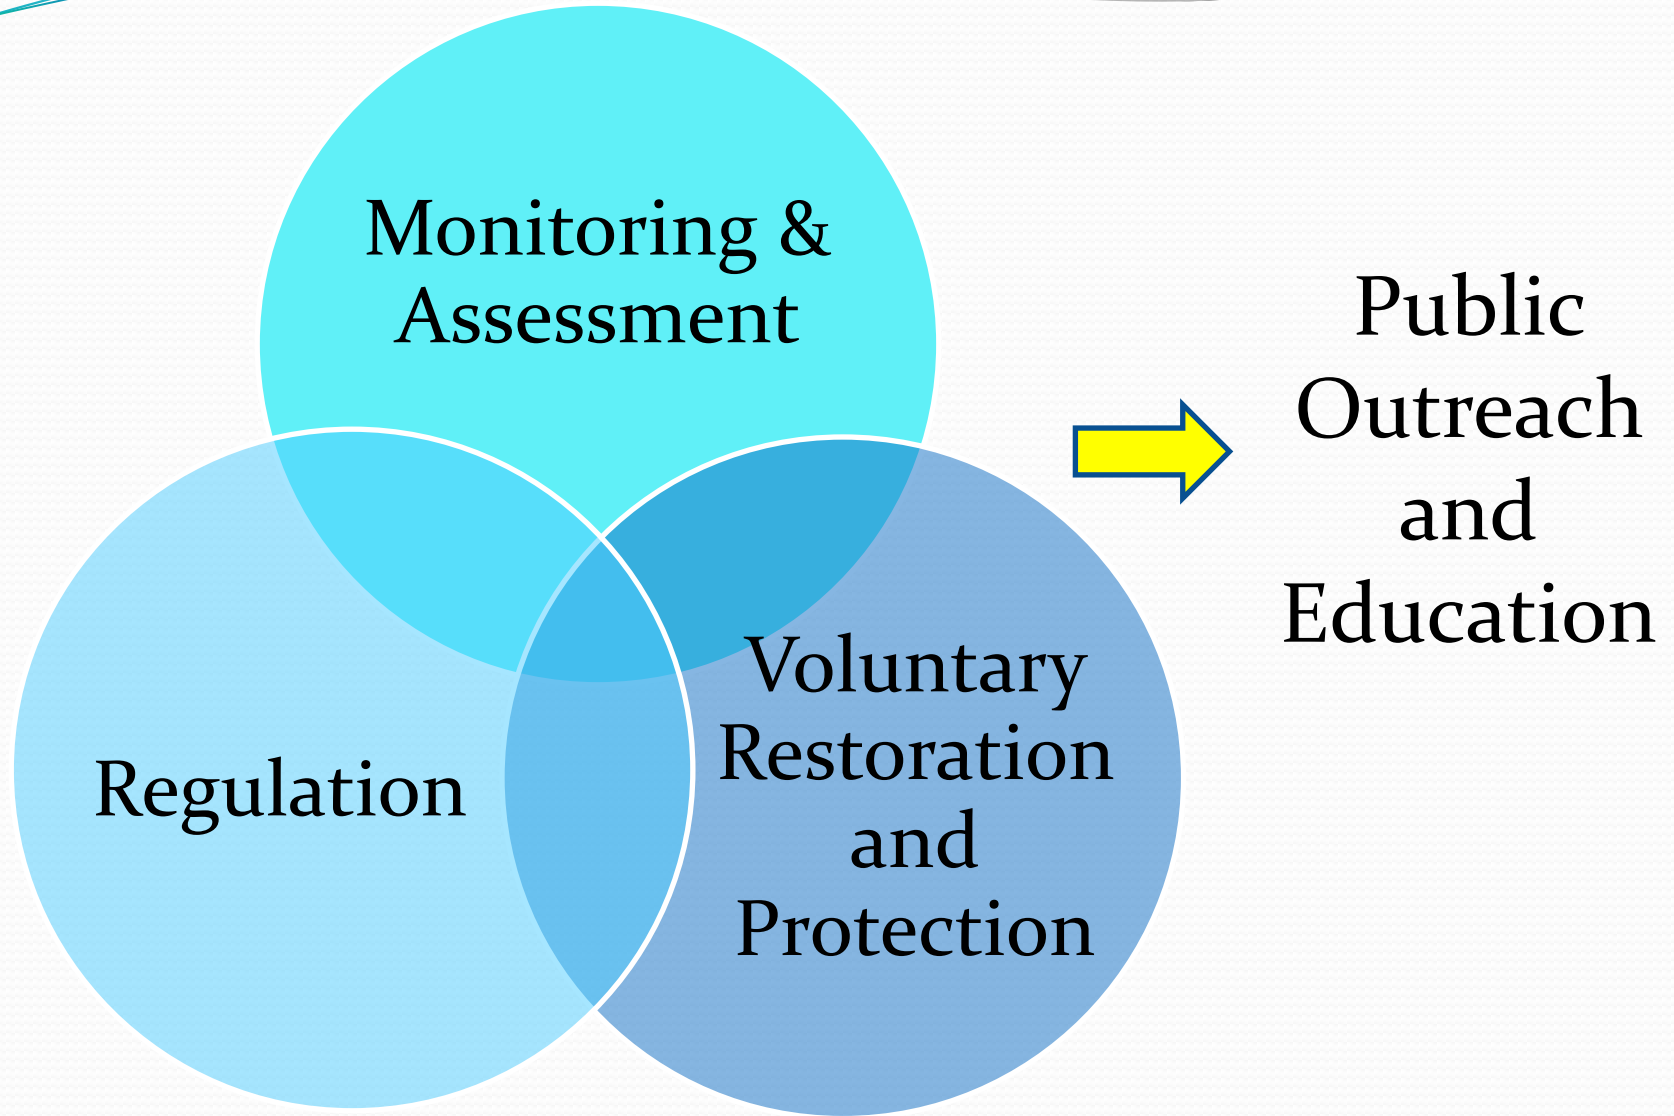 Monitoring &
Assessment
Regulation
Voluntary
Restoration
and
Protection
Public
Outreach
and
Education